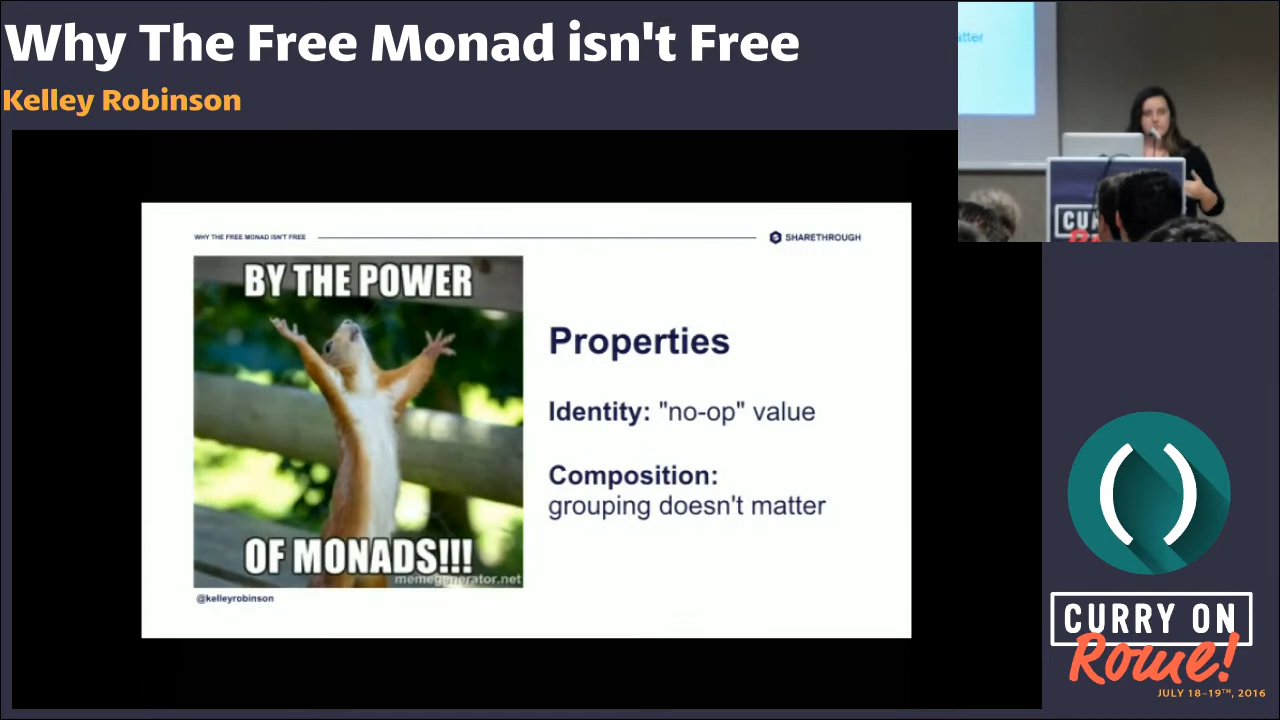 Why The Free Monad isn't Free
Kelley Robinson
atter
WHY THE FREE MONAD ISN'T FREE
SHARETHROUGH
BY THE POWER
OF MONADS!!!
memegenerator.net
Properties
Identity: "no-op" value
Composition:
grouping doesn't matter
@kelleyrobinson
CU
( )
CURRY ON
Rome!
JULY 18-19TH, 2016